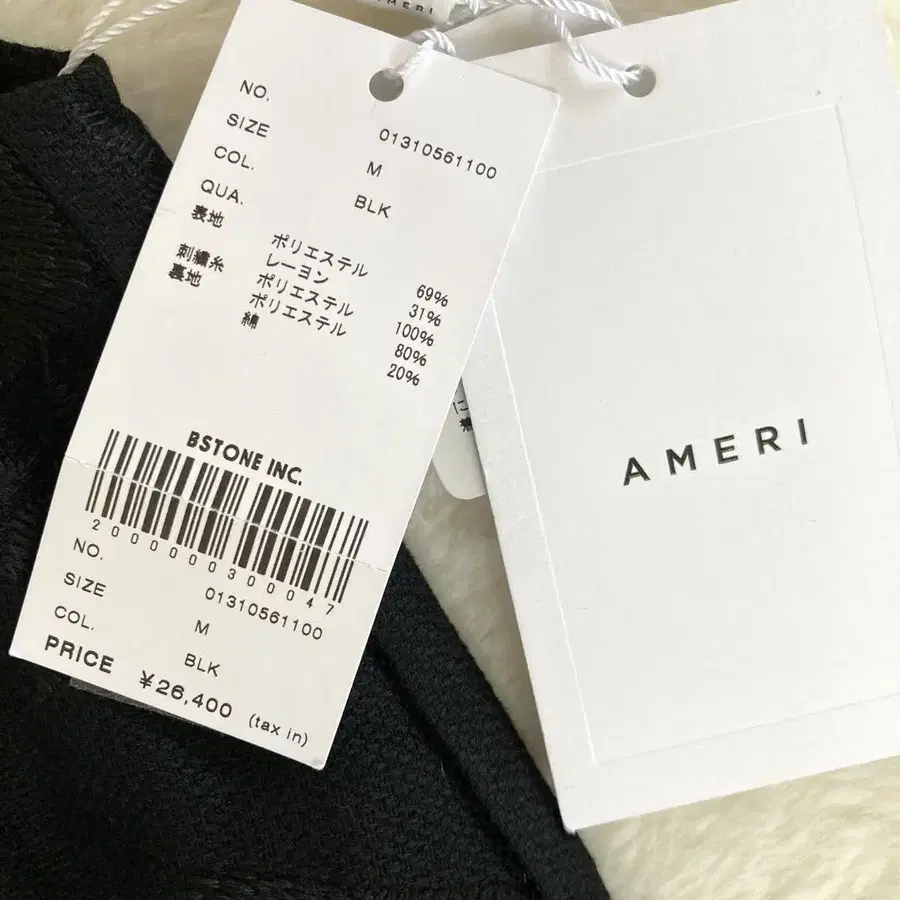 AMERI
NO. 01310561100
SIZE M
COL. BLK
QUA.
表地 ポリエステル 69%
レーヨン 31%
刺繍糸 ポリエステル 100%
裏地 ポリエステル 80%
綿 20%
BSTONE INC.
2000000300047
NO. 01310561100
SIZE M
COL. BLK
PRICE ¥26,400 (tax in)
AMERI